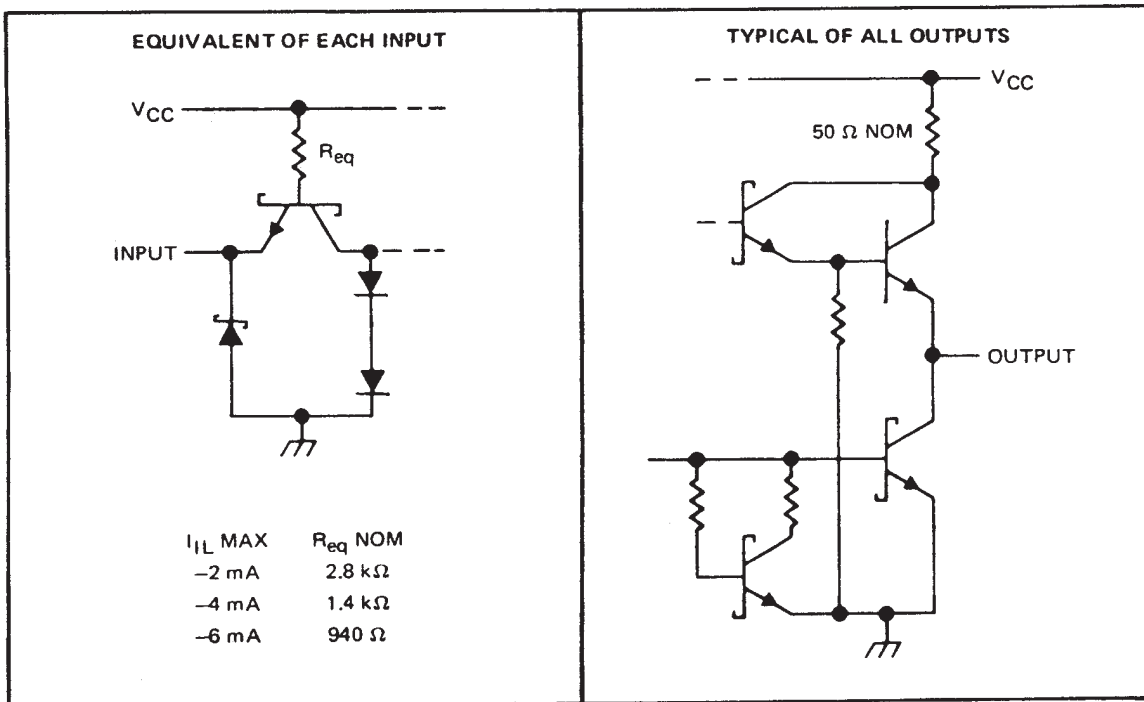 EQUIVALENT OF EACH INPUT
VCC
Req
INPUT
IIL MAX Req NOM
−2 mA 2.8 kΩ
−4 mA 1.4 kΩ
−6 mA 940 Ω
TYPICAL OF ALL OUTPUTS
VCC
50 Ω NOM
OUTPUT